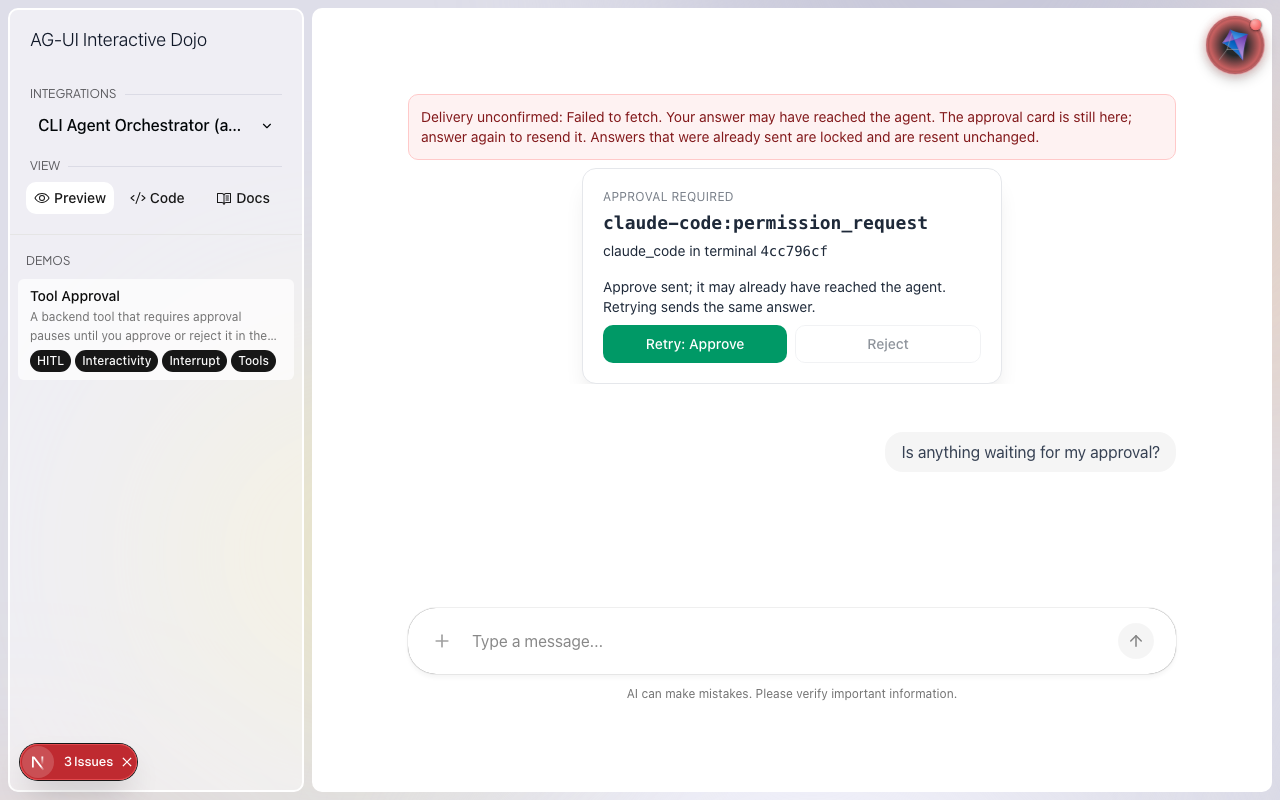 AG-UI Interactive Dojo
INTEGRATIONS
CLI Agent Orchestrator (a...
VIEW
Preview
</> Code
Docs
DEMOS
Tool Approval
A backend tool that requires approval
pauses until you approve or reject it in the...
HITL
Interactivity
Interrupt
Tools
N
3 Issues
Delivery unconfirmed: Failed to fetch. Your answer may have reached the agent. The approval card is still here;
answer again to resend it. Answers that were already sent are locked and are resent unchanged.
APPROVAL REQUIRED
claude-code:permission_request
claude_code in terminal 4cc796cf
Approve sent; it may already have reached the agent.
Retrying sends the same answer.
Retry: Approve
Reject
Is anything waiting for my approval?
Type a message...
AI can make mistakes. Please verify important information.